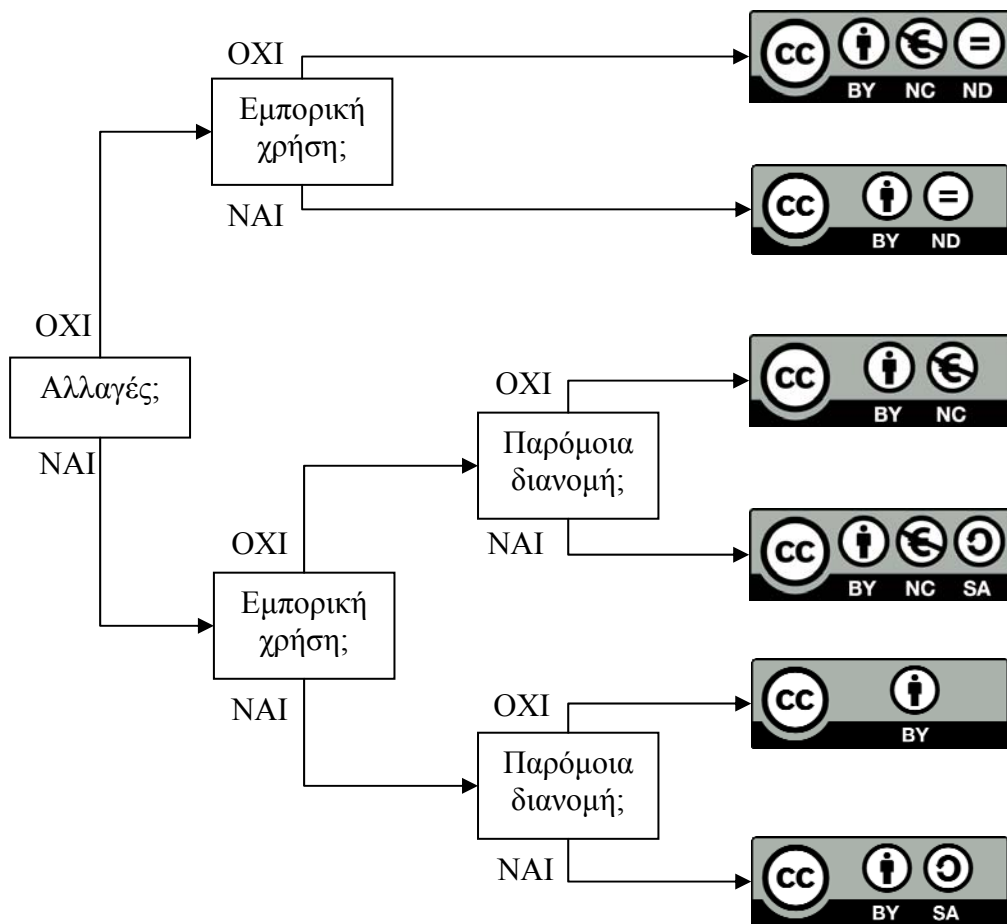 ΟΧΙ
Εμπορική
χρήση;
ΝΑΙ
cc
BY NC ND
cc
BY ND
ΟΧΙ
Αλλαγές;
ΝΑΙ
ΟΧΙ
Παρόμοια
διανομή;
ΝΑΙ
cc
BY NC
cc
BY NC SA
ΟΧΙ
Εμπορική
χρήση;
ΝΑΙ
ΟΧΙ
Παρόμοια
διανομή;
ΝΑΙ
cc
BY
cc
BY SA